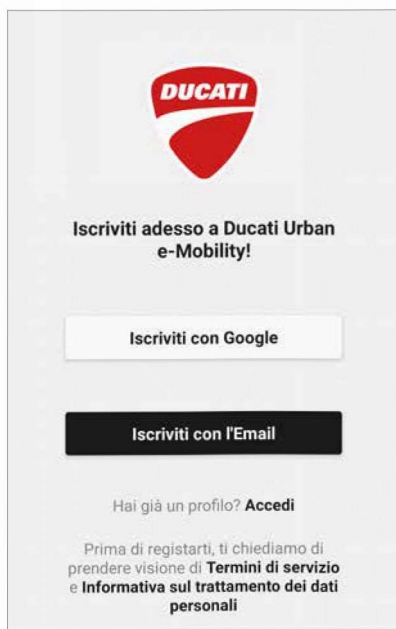 DUCATI
Iscriviti adesso a Ducati Urban
e-Mobility!
Iscriviti con Google
Iscriviti con l'Email
Hai già un profilo? Accedi
Prima di registarti, ti chiediamo di
prendere visione di Termini di servizio
e Informativa sul trattamento dei dati
personali